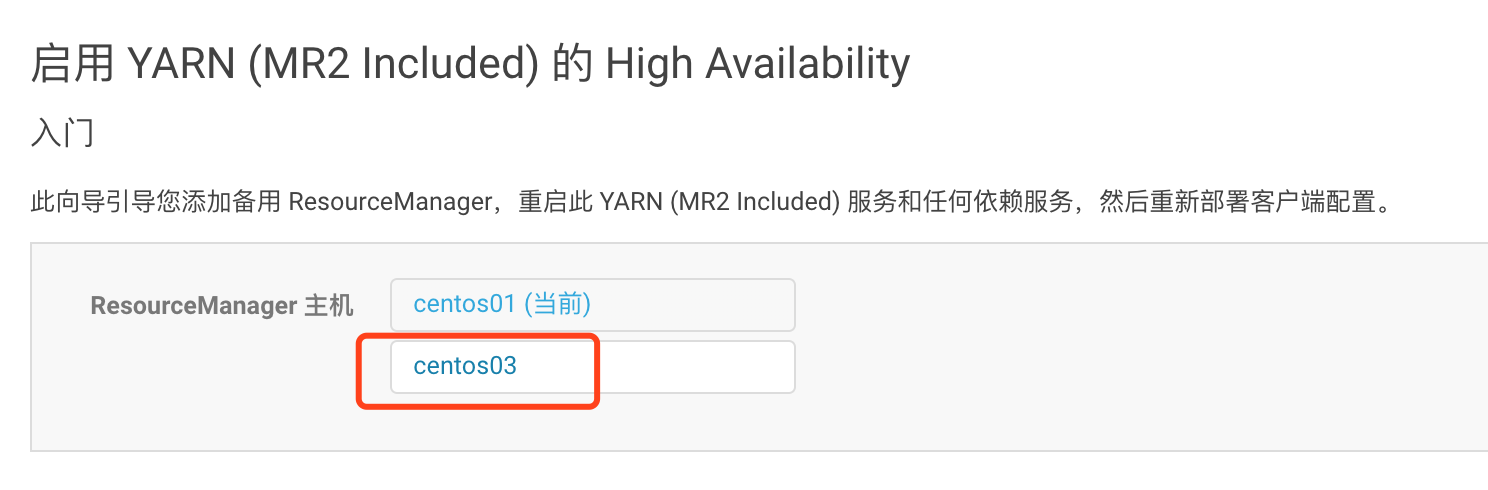 启用 YARN (MR2 Included) 的 High Availability
入门
此向导引导您添加备用 ResourceManager，重启此 YARN (MR2 Included) 服务和任何依赖服务，然后重新部署客户端配置。
ResourceManager 主机 centos01 (当前)
centos03